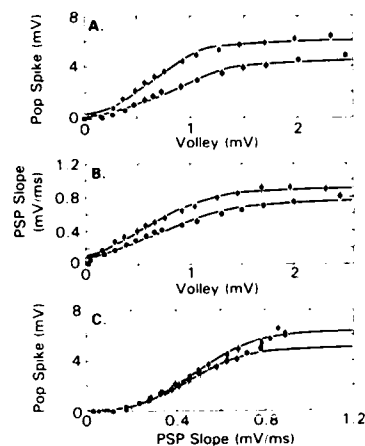 A.
Pop Spike (mV)
8
4
0
0
1
2
Volley (mV)
B.
PSP Slope
(mV/ms)
1.2
0.8
0.4
0
0
1
2
Volley (mV)
C
Pop Spike (mV)
8
4
0
0.4
0.8
1.2
PSP Slope (mV/ms)